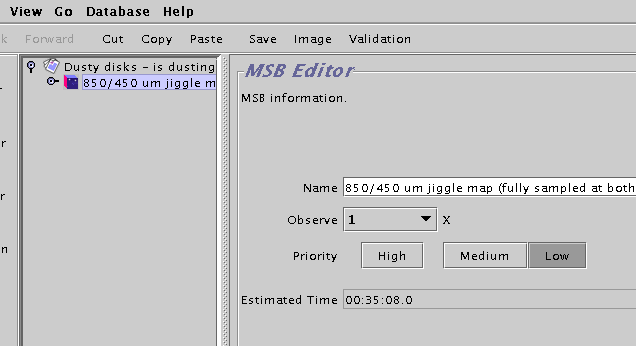 View Go Database Help
k Forward Cut Copy Paste Save Image Validation
Dusty disks - is dusting
850/450 um jiggle m
MSB Editor
MSB information.
r
Name 850/450 um jiggle map (fully sampled at both
r
Observe 1 X
n
Priority High Medium Low
Estimated Time 00:35:08.0